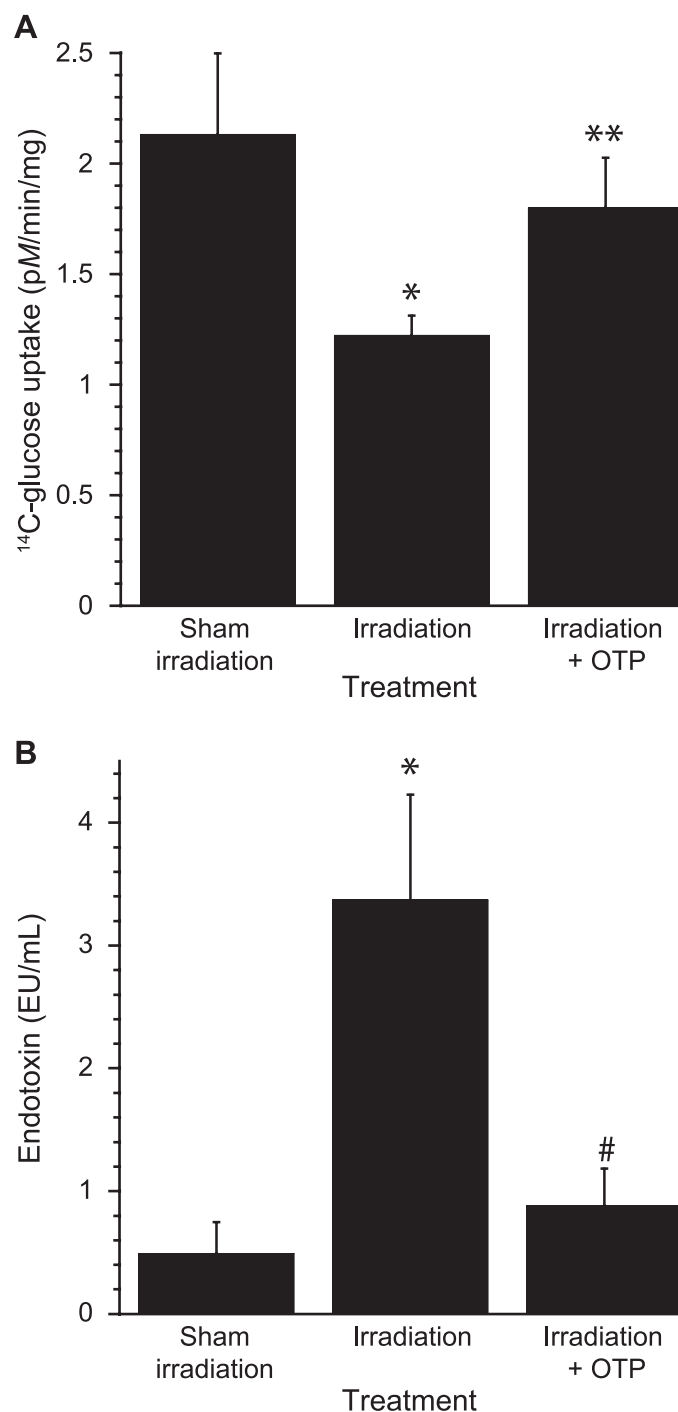 A
2.5
2
1.5
1
0.5
0
¹⁴C-glucose uptake (pM/min/mg)
*
**
Sham
irradiation
Irradiation
Irradiation
+ OTP
Treatment
B
4
3
2
1
0
Endotoxin (EU/mL)
*
#
Sham
irradiation
Irradiation
Irradiation
+ OTP
Treatment